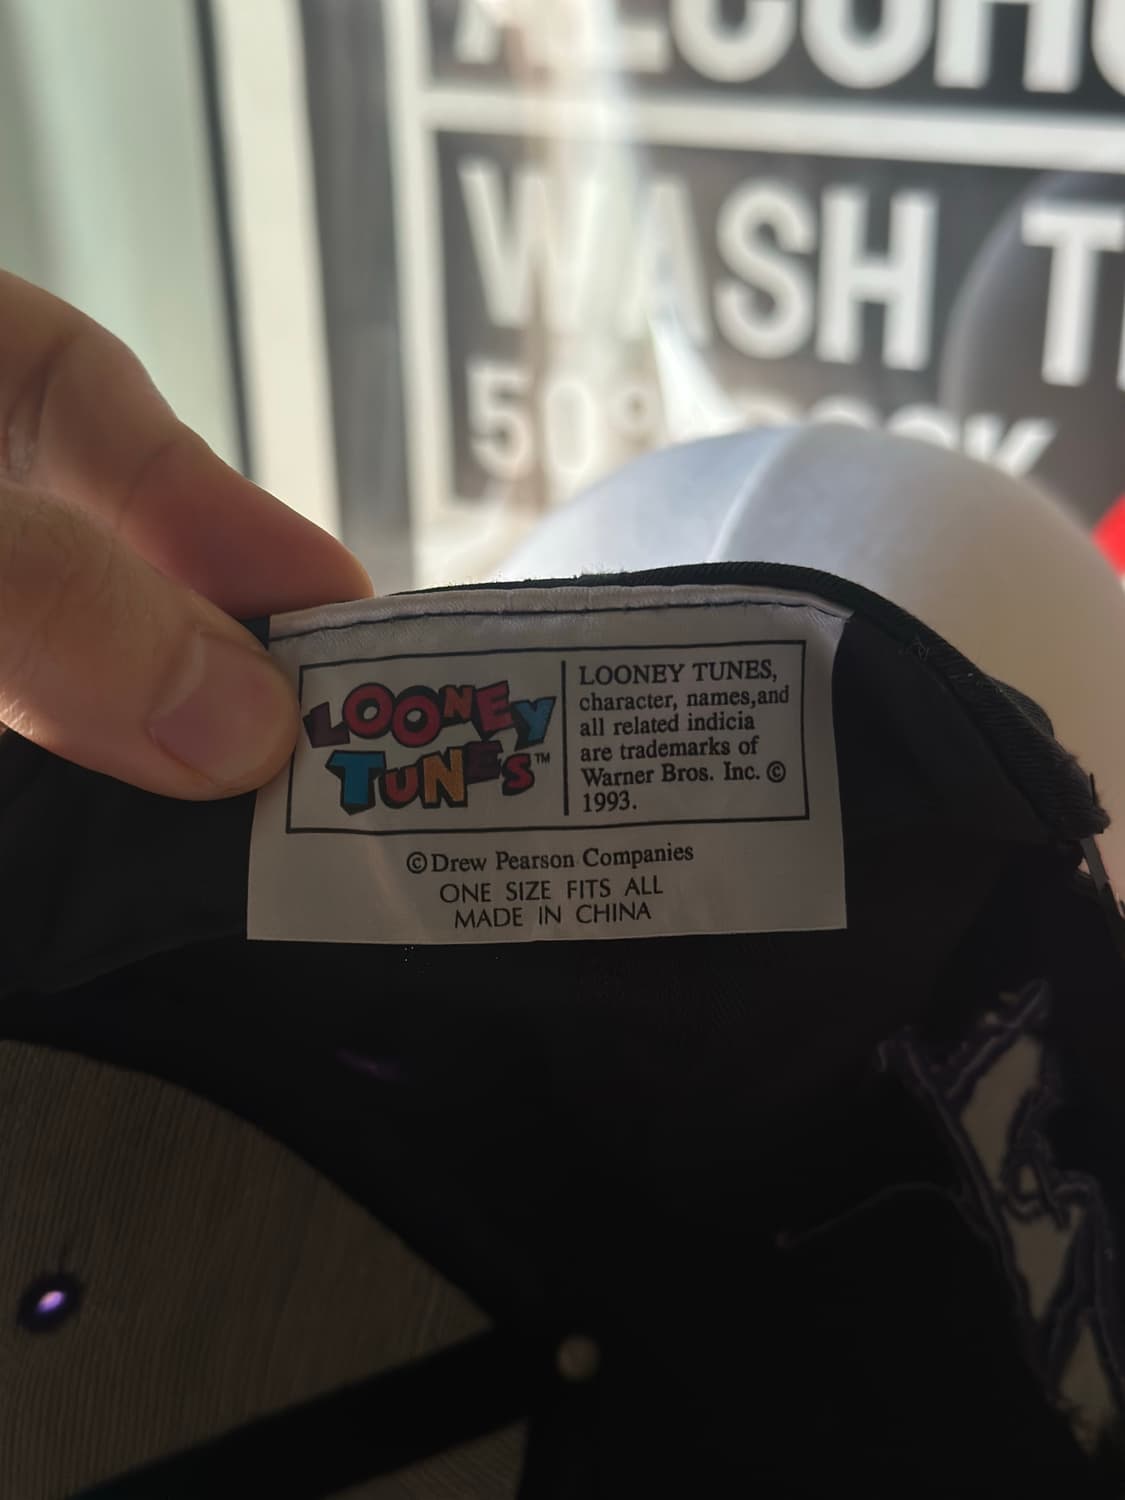 WASH
LOONEY
TUNES™
LOONEY TUNES,
character, names,and
all related indicia
are trademarks of
Warner Bros. Inc. ©
1993.
©Drew Pearson Companies
ONE SIZE FITS ALL
MADE IN CHINA